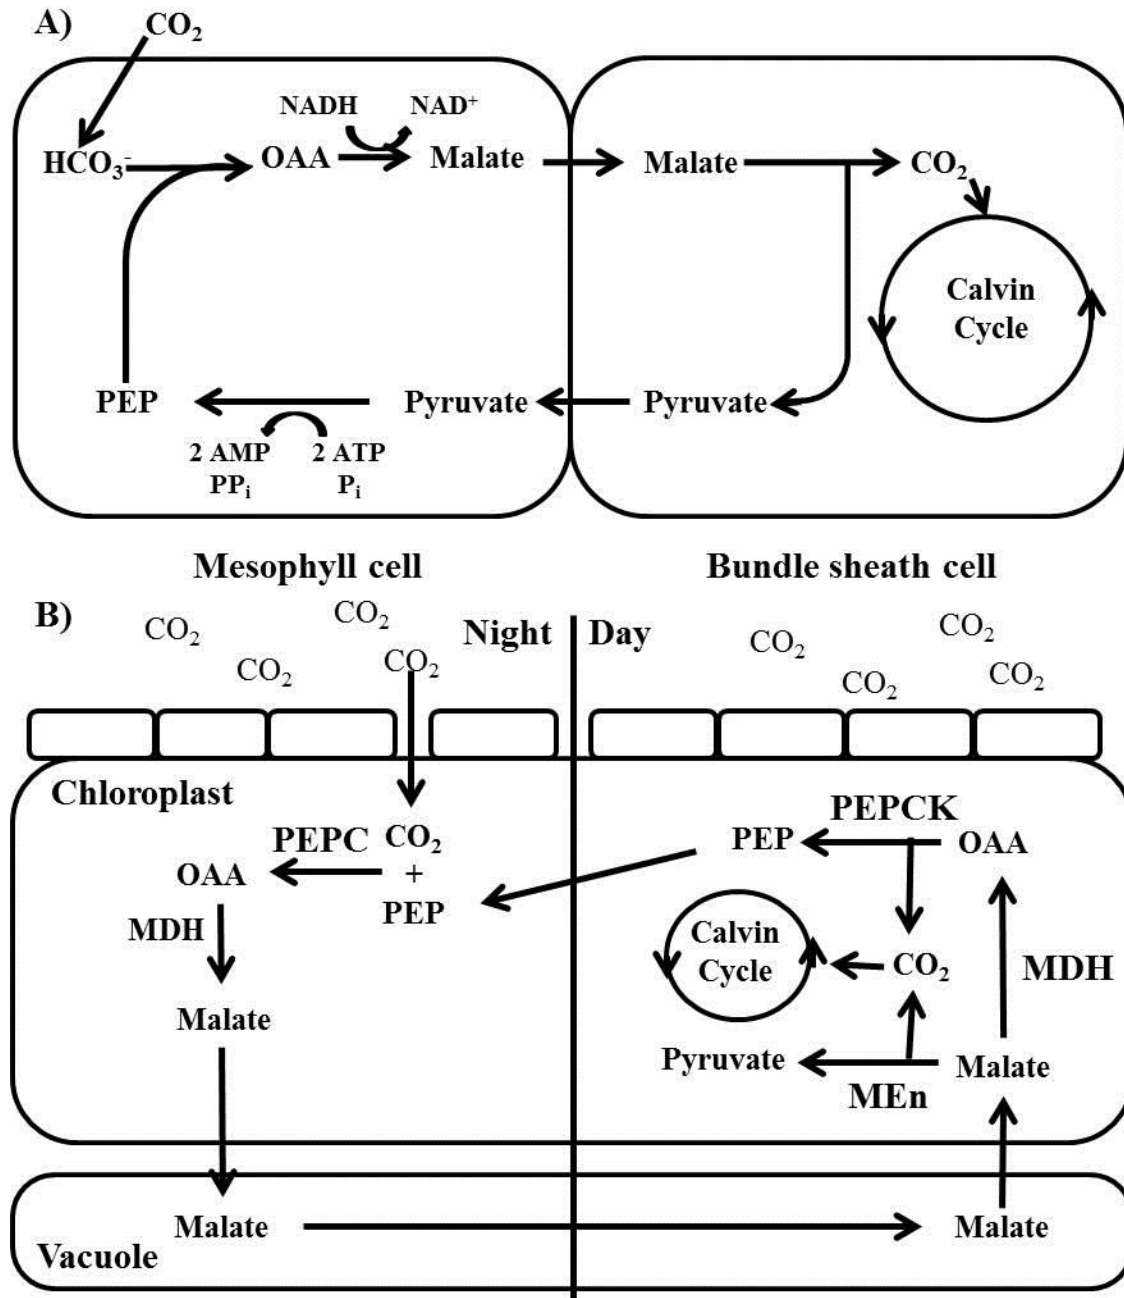 A)
CO₂
NADH NAD⁺
HCO₃⁻ OAA Malate Malate CO₂
Calvin
Cycle
PEP Pyruvate Pyruvate
2 AMP 2 ATP
PPᵢ Pᵢ
Mesophyll cell Bundle sheath cell
B)
CO₂ CO₂ CO₂ CO₂
Night Day
CO₂ CO₂ CO₂ CO₂
Chloroplast
PEPC CO₂
+
PEP
OAA
MDH
Malate
PEPCK
PEP OAA
Calvin
Cycle
CO₂ MDH
Pyruvate Malate
MEn
Malate Malate
Vacuole